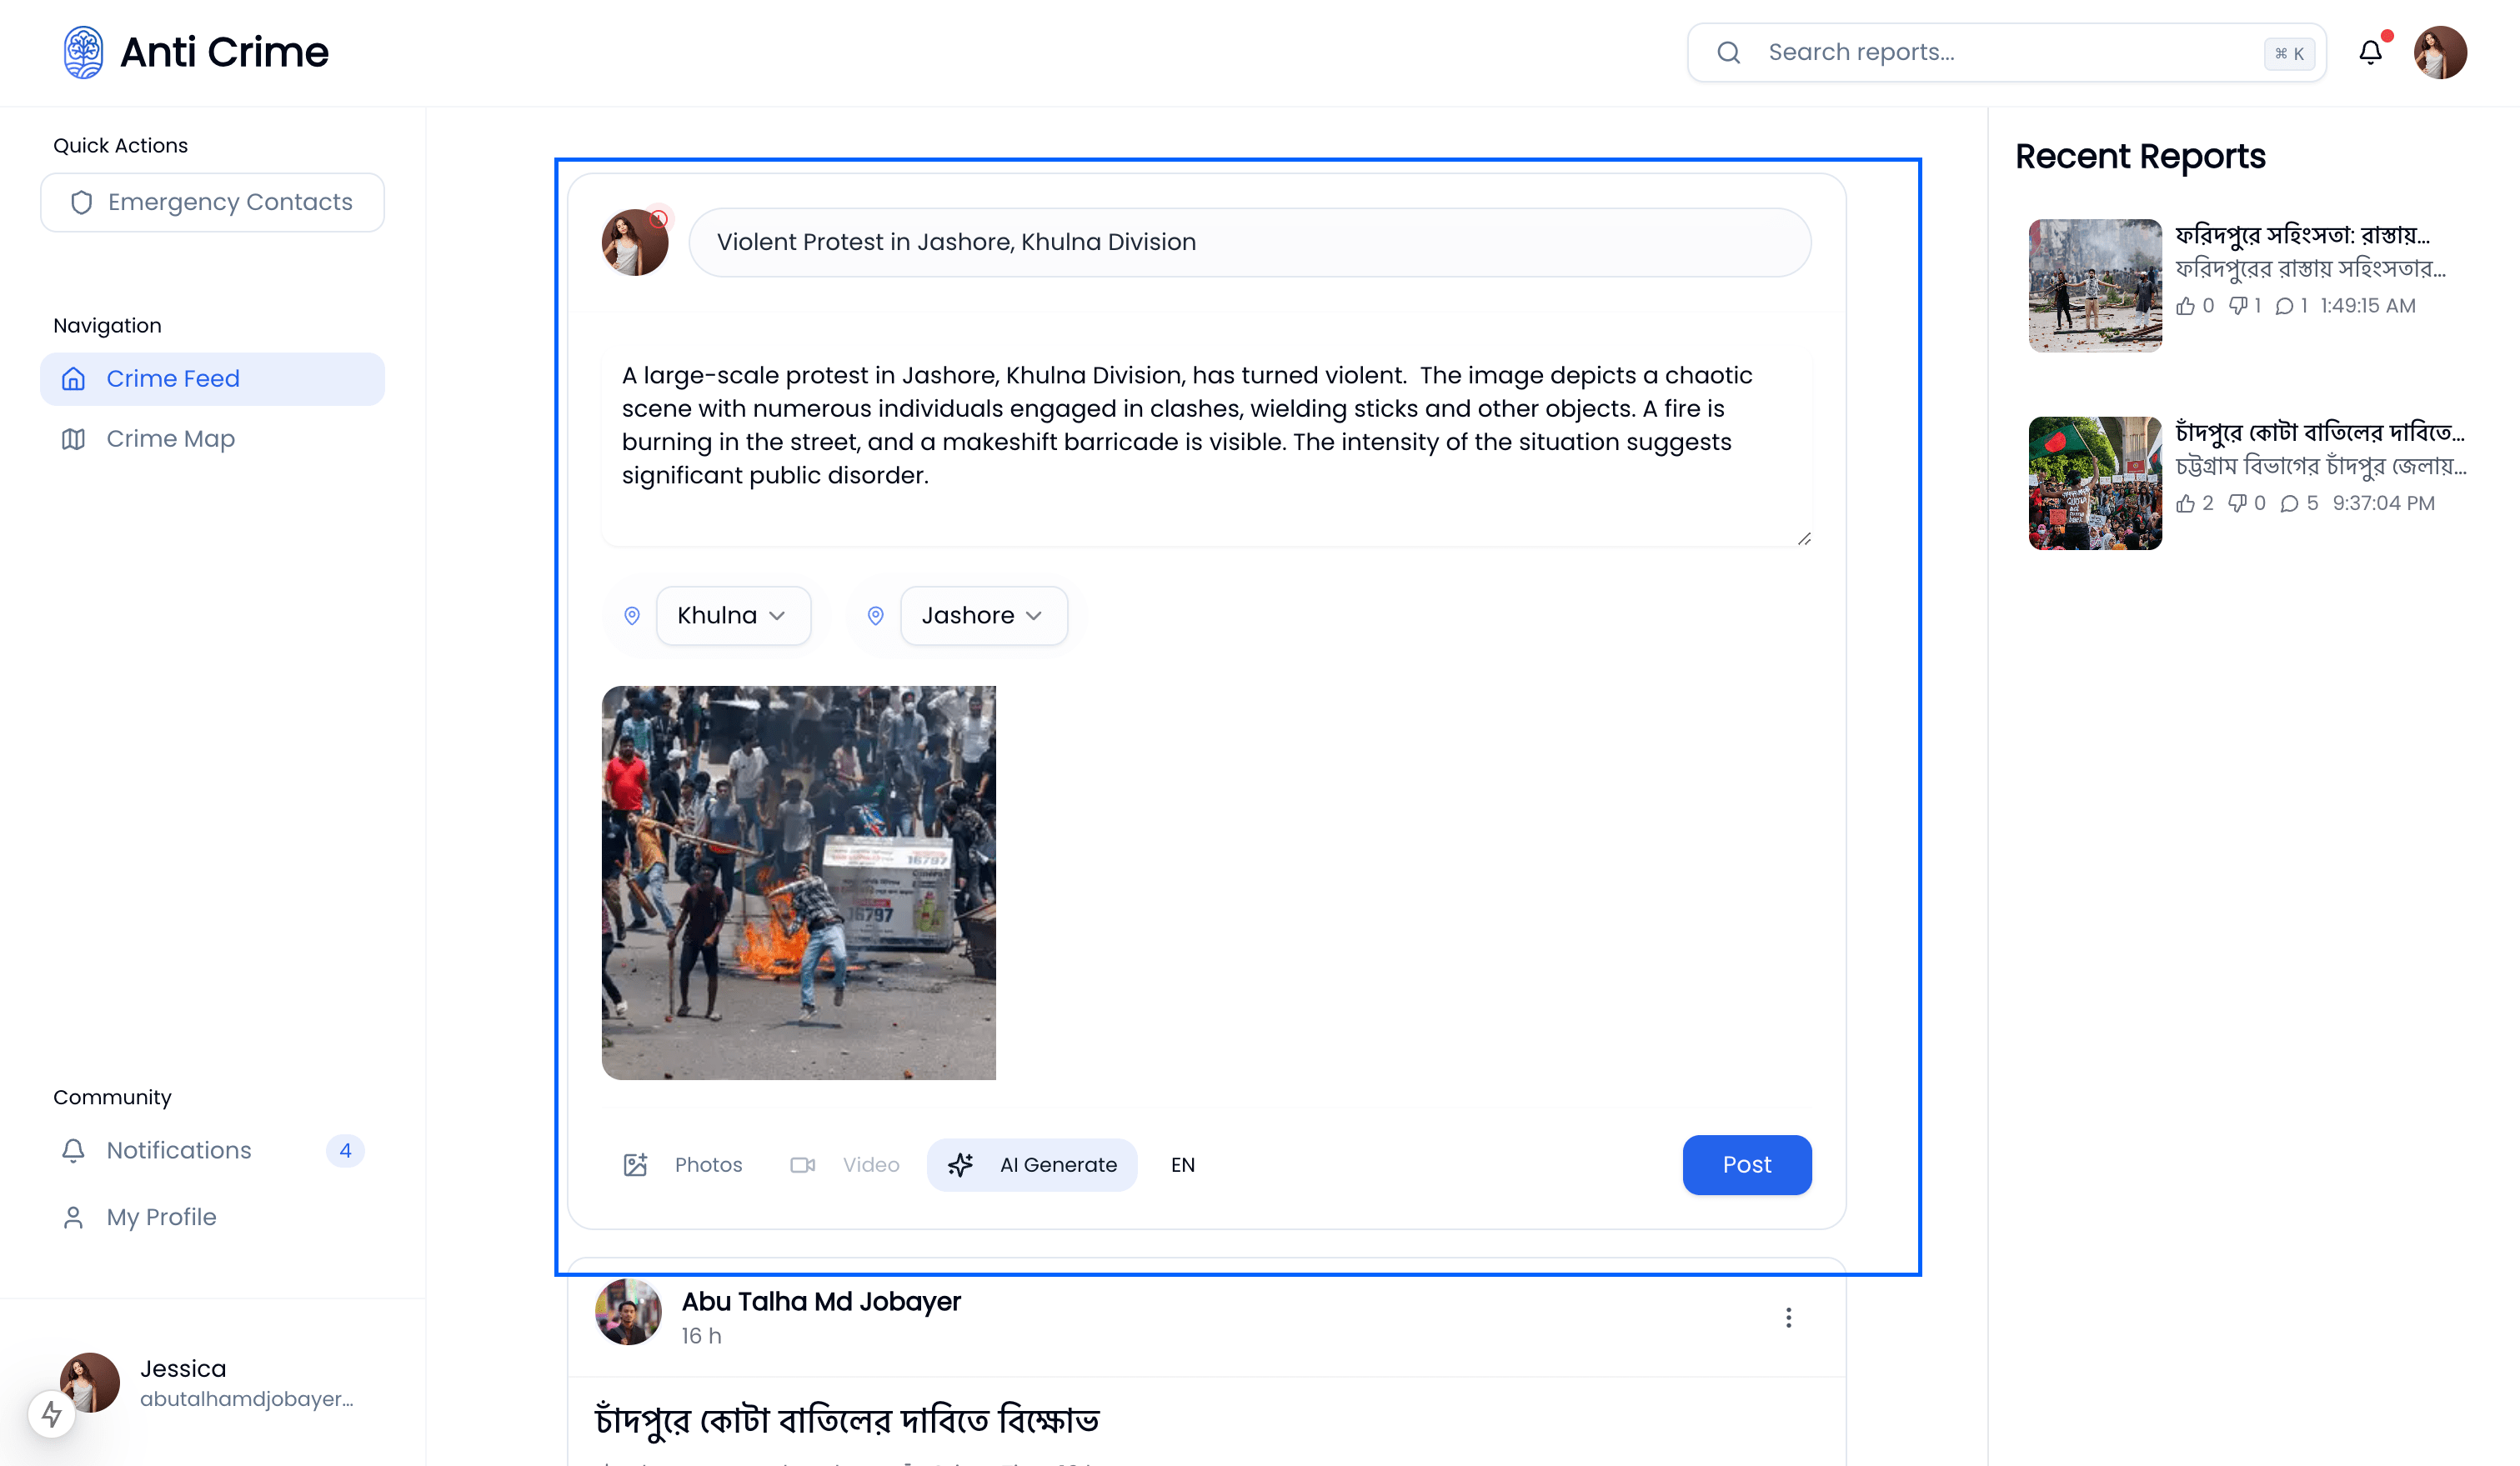 Anti Crime
Search reports...
⌘ K
Quick Actions
Emergency Contacts
Navigation
Crime Feed
Crime Map
Community
Notifications
4
My Profile
Jessica
abutalhamdjobayer...
Violent Protest in Jashore, Khulna Division
A large-scale protest in Jashore, Khulna Division, has turned violent.  The image depicts a chaotic
scene with numerous individuals engaged in clashes, wielding sticks and other objects. A fire is
burning in the street, and a makeshift barricade is visible. The intensity of the situation suggests
significant public disorder.
Khulna
Jashore
16797
16797
Photos
Video
AI Generate
EN
Post
Abu Talha Md Jobayer
16 h
চাঁদপুরে কোটা বাতিলের দাবিতে বিক্ষোভ
Recent Reports
ফরিদপুরে সহিংসতা: রাস্তায়...
ফরিদপুরের রাস্তায় সহিংসতার...
0 1 1 1:49:15 AM
চাঁদপুরে কোটা বাতিলের দাবিতে...
চট্টগ্রাম বিভাগের চাঁদপুর জেলায়...
2 0 5 9:37:04 PM